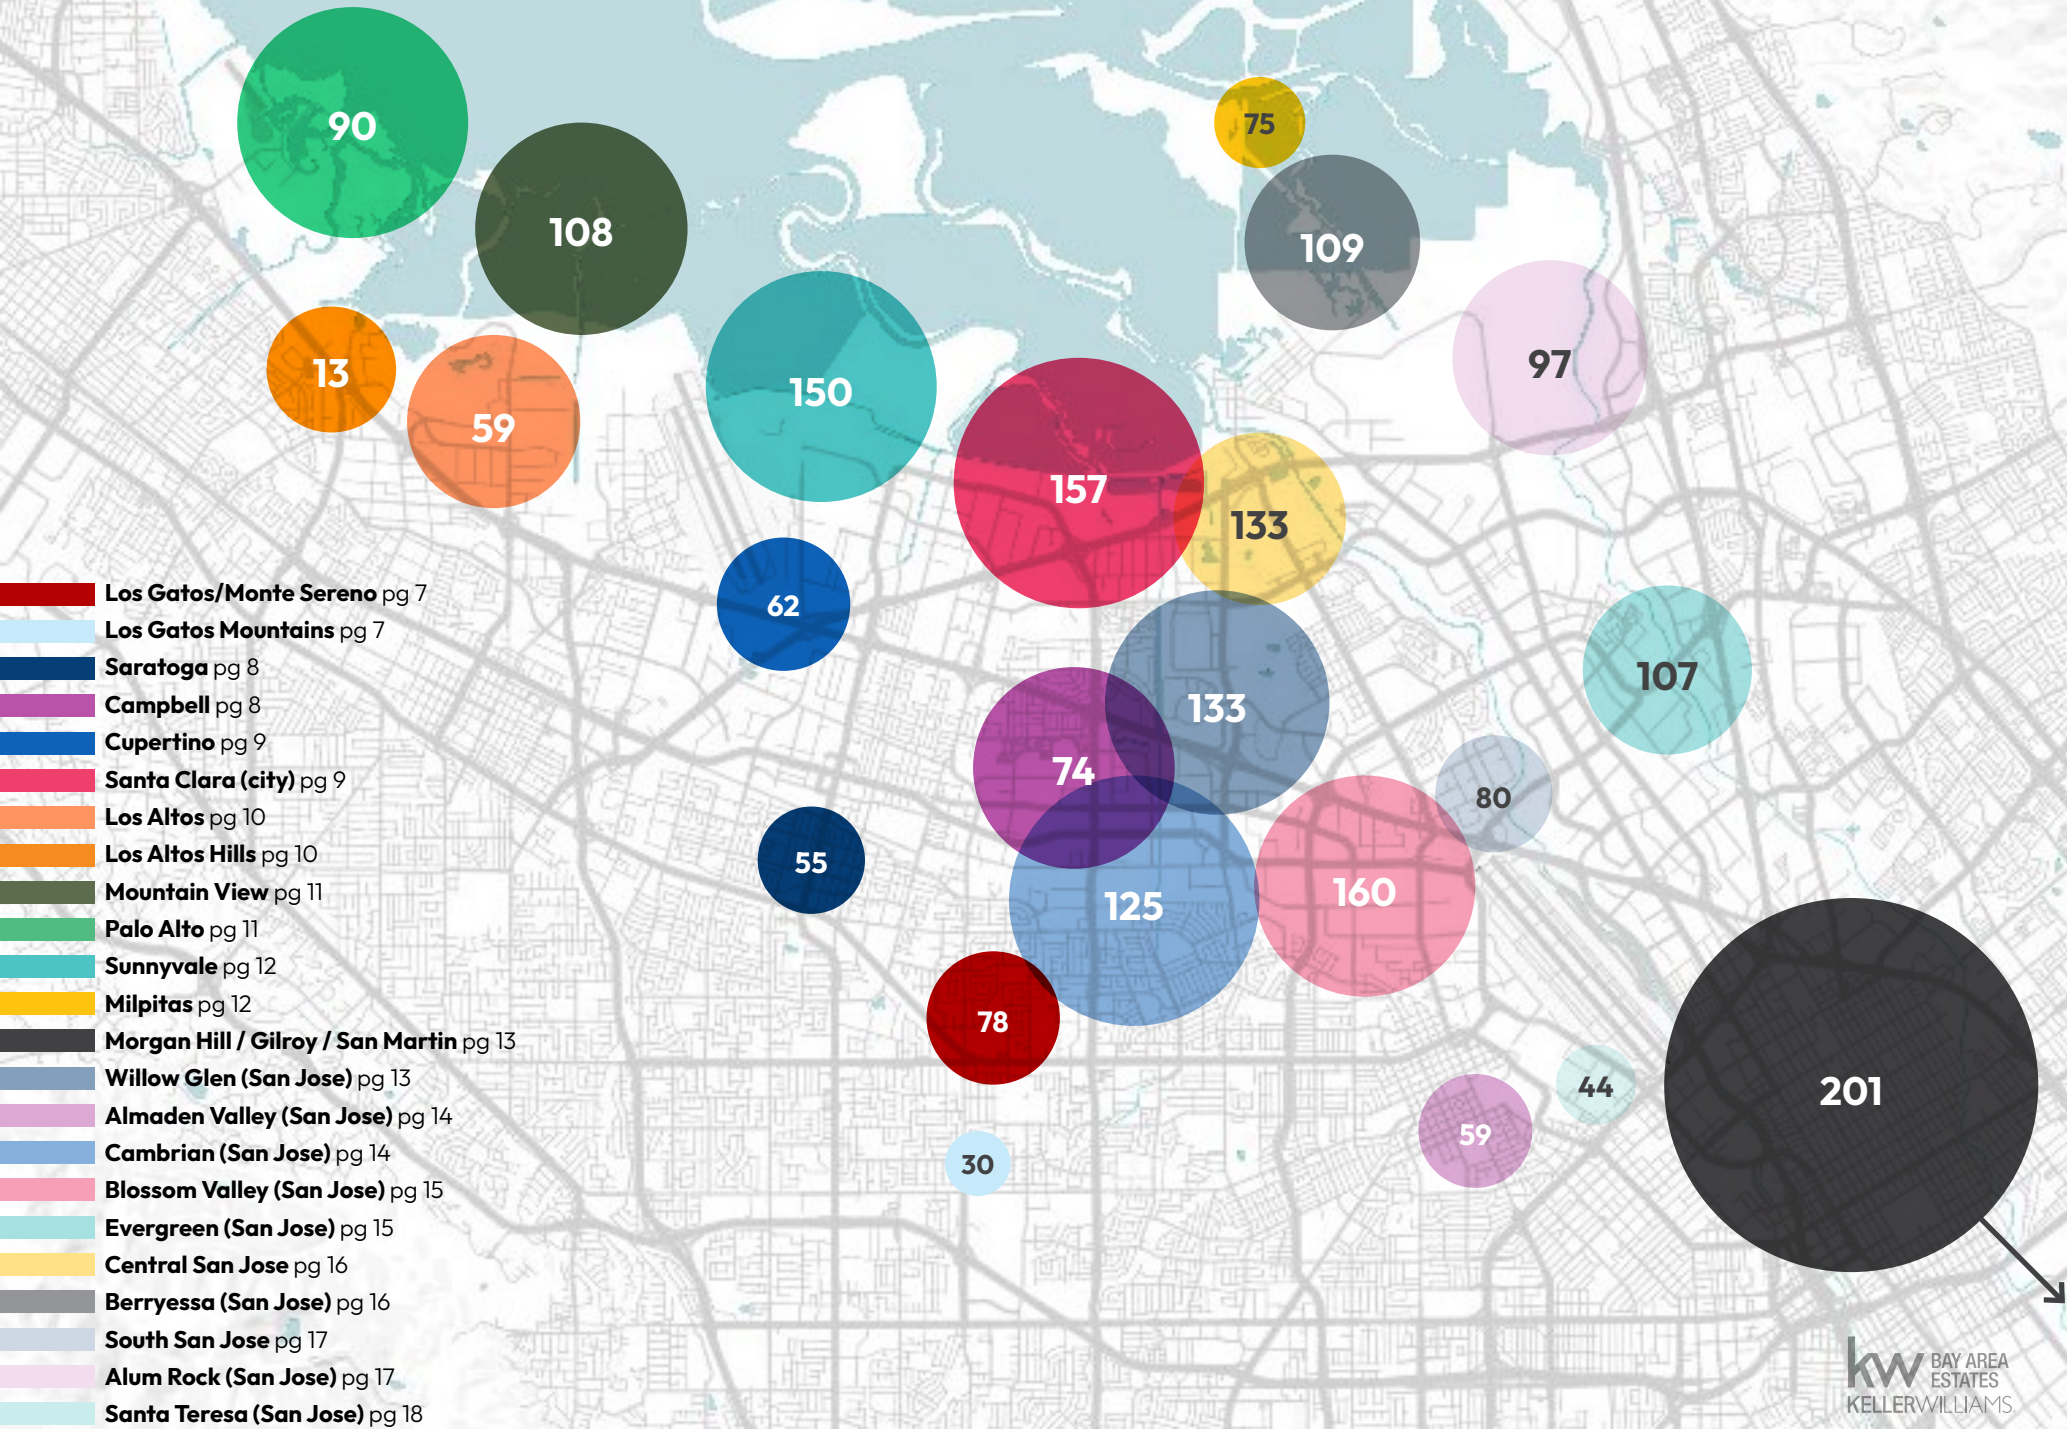 90
75
108
109
97
13
59
150
157
133
62
107
133
74
80
55
125
160
78
44
201
59
30
Los Gatos/Monte Sereno pg 7
Los Gatos Mountains pg 7
Saratoga pg 8
Campbell pg 8
Cupertino pg 9
Santa Clara (city) pg 9
Los Altos pg 10
Los Altos Hills pg 10
Mountain View pg 11
Palo Alto pg 11
Sunnyvale pg 12
Milpitas pg 12
Morgan Hill / Gilroy / San Martin pg 13
Willow Glen (San Jose) pg 13
Almaden Valley (San Jose) pg 14
Cambrian (San Jose) pg 14
Blossom Valley (San Jose) pg 15
Evergreen (San Jose) pg 15
Central San Jose pg 16
Berryessa (San Jose) pg 16
South San Jose pg 17
Alum Rock (San Jose) pg 17
Santa Teresa (San Jose) pg 18
kw BAY AREA
ESTATES
KELLERWILLIAMS